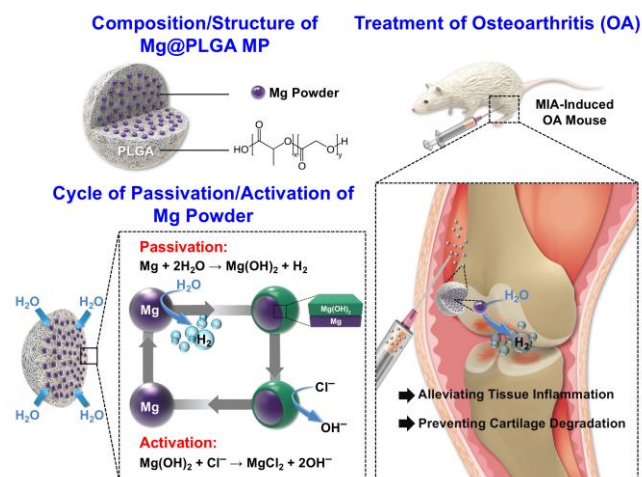 Composition/Structure of
Mg@PLGA MP
Mg Powder
PLGA
HO
O
O
x
O
O
y
H
Cycle of Passivation/Activation of
Mg Powder
H₂O
H₂O
H₂O
H₂O
Passivation:
Mg + 2H₂O → Mg(OH)₂ + H₂
H₂O
Mg
H₂
Mg(OH)₂
Mg
Mg
Cl⁻
OH⁻
Activation:
Mg(OH)₂ + Cl⁻ → MgCl₂ + 2OH⁻
Treatment of Osteoarthritis (OA)
MIA-Induced
OA Mouse
H₂O
H₂
Alleviating Tissue Inflammation
Preventing Cartilage Degradation